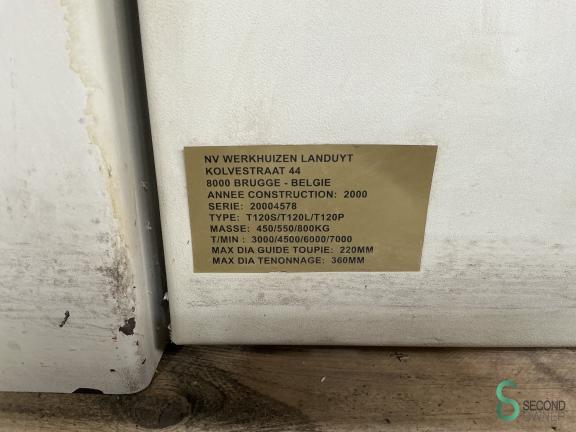 NV WERKHUIZEN LANDUYT
KOLVESTRAAT 44
8000 BRUGGE - BELGIE
ANNEE CONSTRUCTION: 2000
SERIE: 20004578
TYPE: T120S/T120L/T120P
MASSE: 450/550/800KG
T/MIN : 3000/4500/6000/7000
MAX DIA GUIDE TOUPIE: 220MM
MAX DIA TENONNAGE: 360MM
SECOND
OWNER